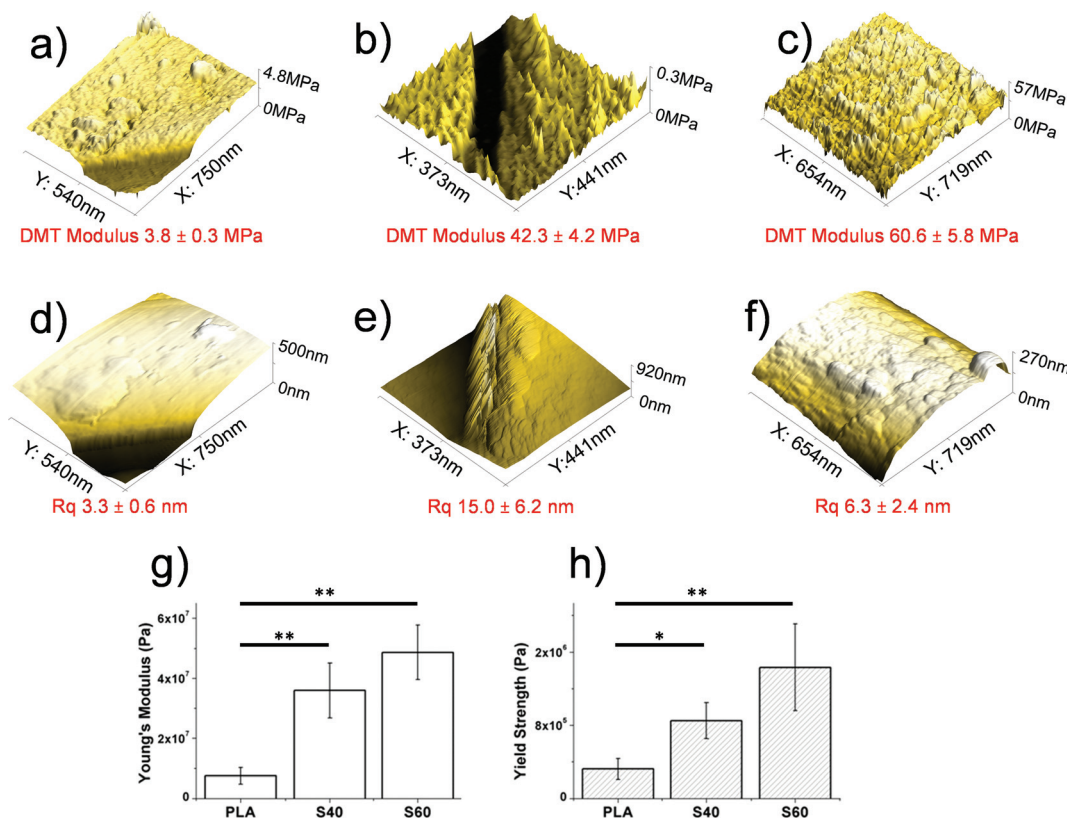 a)
4.8MPa
0MPa
Y: 540nm
X: 750nm
DMT Modulus 3.8 ± 0.3 MPa
b)
0.3MPa
0MPa
X: 373nm
Y:441nm
DMT Modulus 42.3 ± 4.2 MPa
c)
57MPa
0MPa
X: 654nm
Y: 719nm
DMT Modulus 60.6 ± 5.8 MPa
d)
500nm
0nm
Y: 540nm
X: 750nm
Rq 3.3 ± 0.6 nm
e)
920nm
0nm
X: 373nm
Y:441nm
Rq 15.0 ± 6.2 nm
f)
270nm
0nm
X: 654nm
Y: 719nm
Rq 6.3 ± 2.4 nm
g)
**
**
Young's Modulus (Pa)
6x10⁷
4x10⁷
2x10⁷
0
PLA S40 S60
h)
**
*
Yield Strength (Pa)
2x10⁶
8x10⁵
0
PLA S40 S60